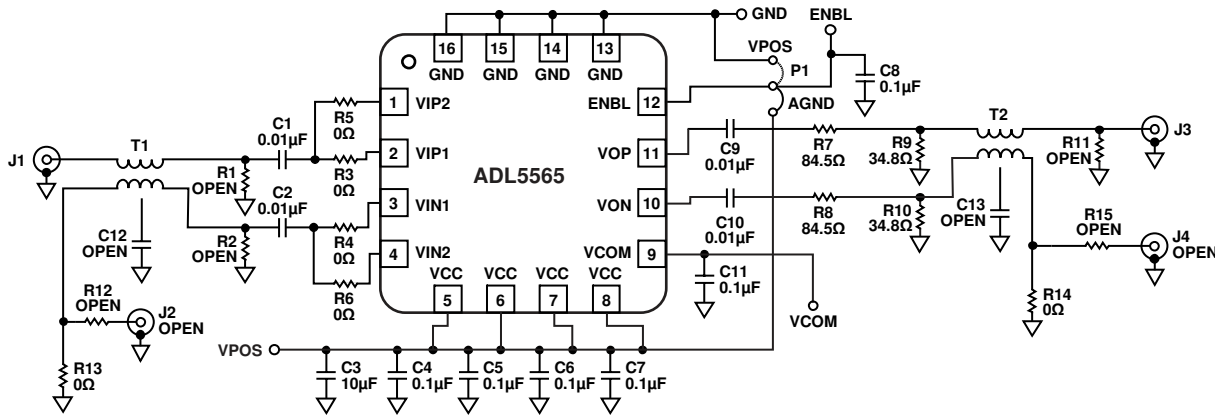 GND
ENBL
16
15
14
13
GND
GND
GND
GND
VPOS
P1
AGND
C8
0.1µF
1
VIP2
ENBL
12
R5
0Ω
C1
0.01µF
T1
J1
2
VIP1
R3
0Ω
R1
OPEN
ADL5565
VOP
11
C9
0.01µF
R7
84.5Ω
R9
34.8Ω
T2
R11
OPEN
J3
C2
0.01µF
3
VIN1
R4
0Ω
VON
10
C10
0.01µF
R8
84.5Ω
R10
34.8Ω
C13
OPEN
R15
OPEN
J4
OPEN
C12
OPEN
R2
OPEN
4
VIN2
R6
0Ω
VCOM
9
C11
0.1µF
VCOM
VCC
VCC
VCC
VCC
5
6
7
8
R12
OPEN
J2
OPEN
R14
0Ω
R13
0Ω
VPOS
C3
10µF
C4
0.1µF
C5
0.1µF
C6
0.1µF
C7
0.1µF